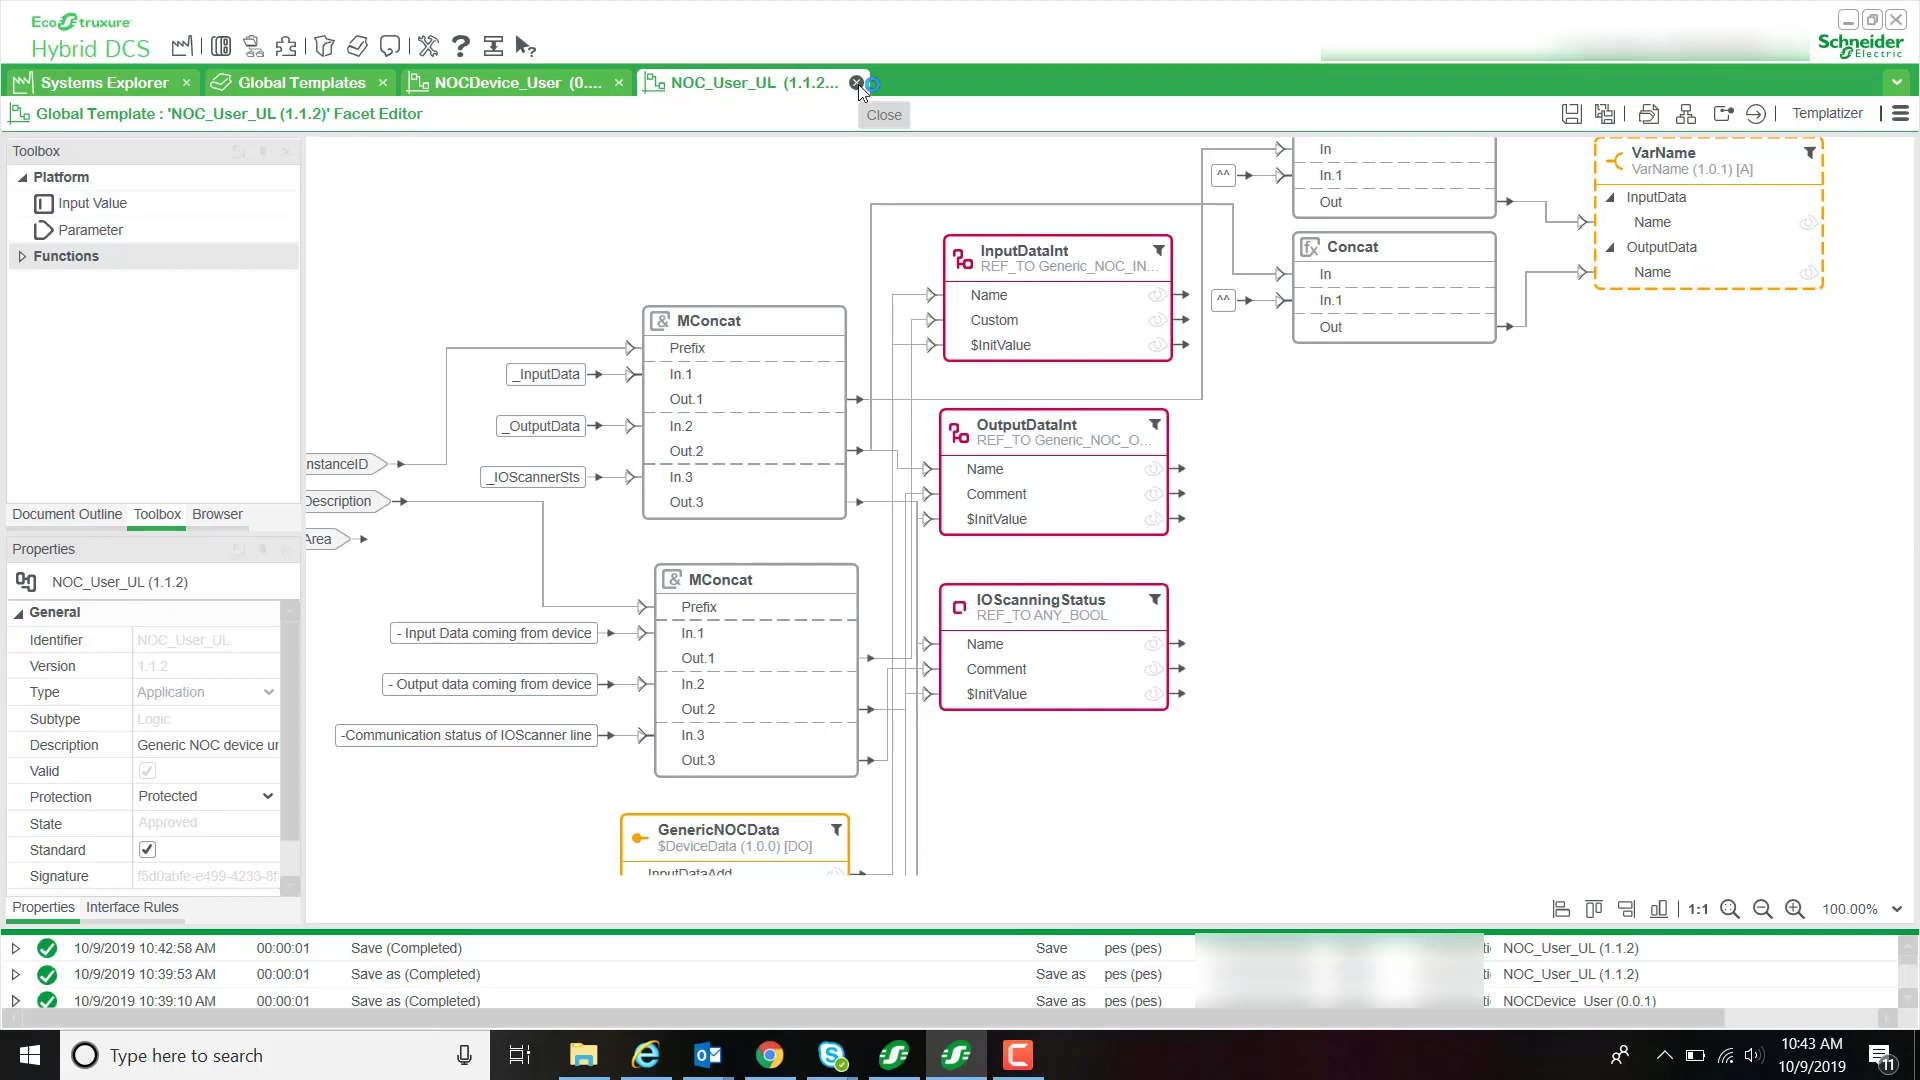 EcoStruxure
Hybrid DCS
Schneider
Electric
Systems Explorer
Global Templates
NOCDevice_User (0....
NOC_User_UL (1.1.2...
Close
Global Template : 'NOC_User_UL (1.1.2)' Facet Editor
Templatizer
Toolbox
Platform
Input Value
Parameter
Functions
Document Outline
Toolbox
Browser
Properties
NOC_User_UL (1.1.2)
General
Identifier
NOC_User_UL
Version
1.1.2
Type
Application
Subtype
Logic
Description
Generic NOC device ur
Valid
Protection
Protected
State
Approved
Standard
Signature
f5d0abfe-e499-4233-8f
Properties
Interface Rules
nstanceID
Description
Area
_InputData
_OutputData
_IOScannerSts
& MConcat
Prefix
In.1
Out.1
In.2
Out.2
In.3
Out.3
- Input Data coming from device
- Output data coming from device
-Communication status of IOScanner line
& MConcat
Prefix
In.1
Out.1
In.2
Out.2
In.3
Out.3
GenericNOCData
$DeviceData (1.0.0) [DO]
InputDataAdd
InputDataInt
REF_TO Generic_NOC_IN...
Name
Custom
$InitValue
OutputDataInt
REF_TO Generic_NOC_O...
Name
Comment
$InitValue
IOScanningStatus
REF_TO ANY_BOOL
Name
Comment
$InitValue
In
^^
In.1
Out
fx Concat
In
^^
In.1
Out
VarName
VarName (1.0.1) [A]
InputData
Name
OutputData
Name
1:1
100.00%
10/9/2019 10:42:58 AM 00:00:01 Save (Completed) Save pes (pes) NOC_User_UL (1.1.2)
10/9/2019 10:39:53 AM 00:00:01 Save as (Completed) Save as pes (pes) NOC_User_UL (1.1.2)
10/9/2019 10:39:10 AM 00:00:01 Save as (Completed) Save as pes (pes) NOCDevice_User (0.0.1)
Type here to search
10:43 AM
10/9/2019
11